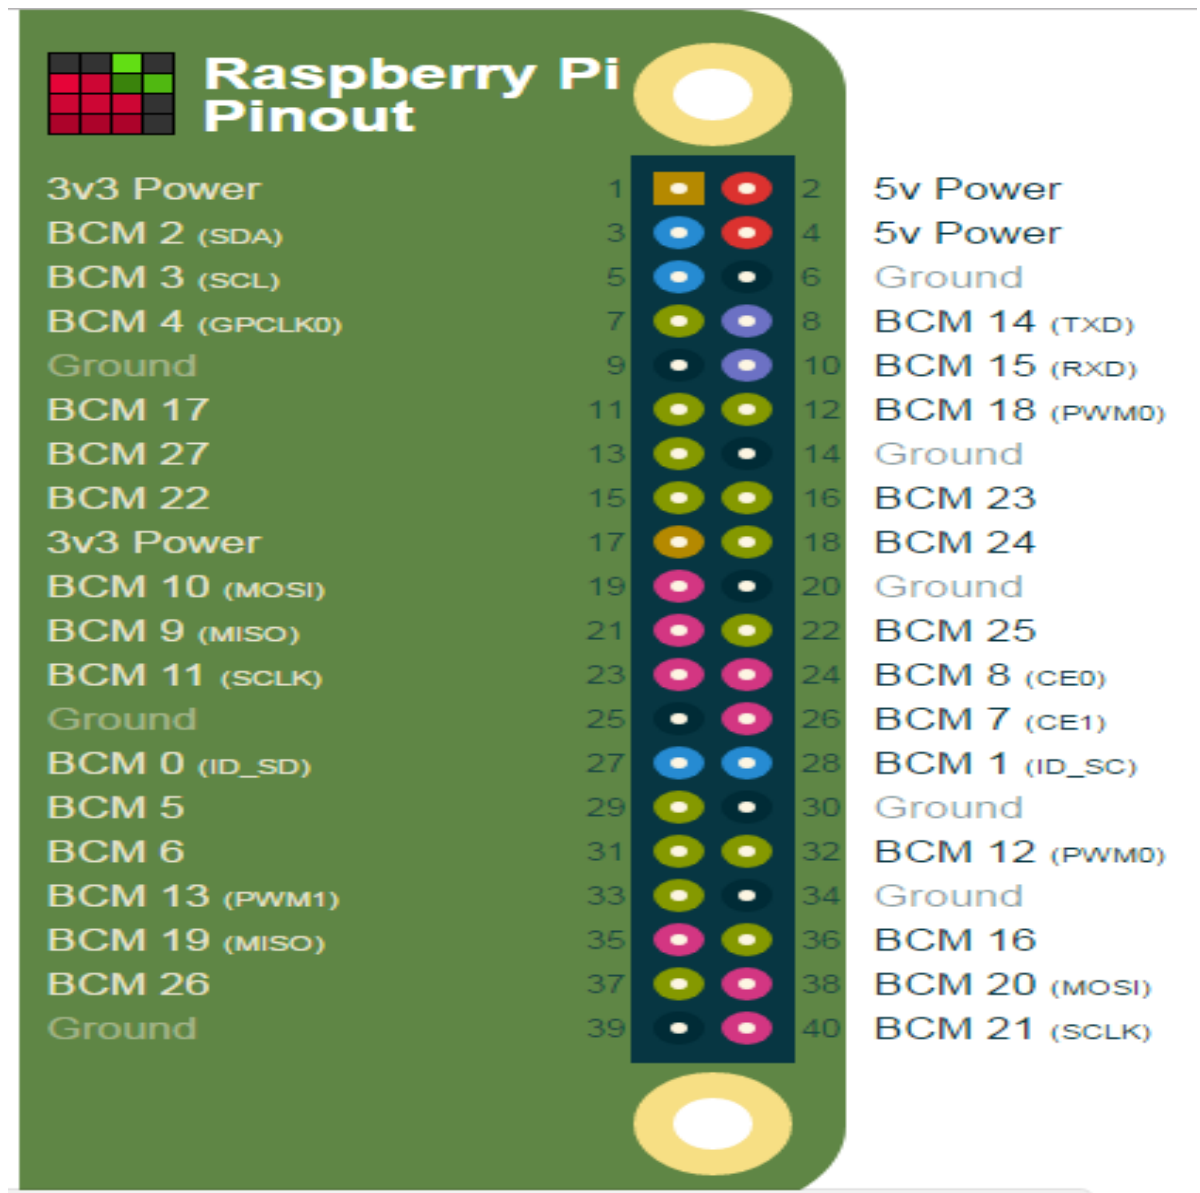 Raspberry Pi
Pinout
3v3 Power 1 2 5v Power
BCM 2 (SDA) 3 4 5v Power
BCM 3 (SCL) 5 6 Ground
BCM 4 (GPCLK0) 7 8 BCM 14 (TXD)
Ground 9 10 BCM 15 (RXD)
BCM 17 11 12 BCM 18 (PWM0)
BCM 27 13 14 Ground
BCM 22 15 16 BCM 23
3v3 Power 17 18 BCM 24
BCM 10 (MOSI) 19 20 Ground
BCM 9 (MISO) 21 22 BCM 25
BCM 11 (SCLK) 23 24 BCM 8 (CE0)
Ground 25 26 BCM 7 (CE1)
BCM 0 (ID_SD) 27 28 BCM 1 (ID_SC)
BCM 5 29 30 Ground
BCM 6 31 32 BCM 12 (PWM0)
BCM 13 (PWM1) 33 34 Ground
BCM 19 (MISO) 35 36 BCM 16
BCM 26 37 38 BCM 20 (MOSI)
Ground 39 40 BCM 21 (SCLK)